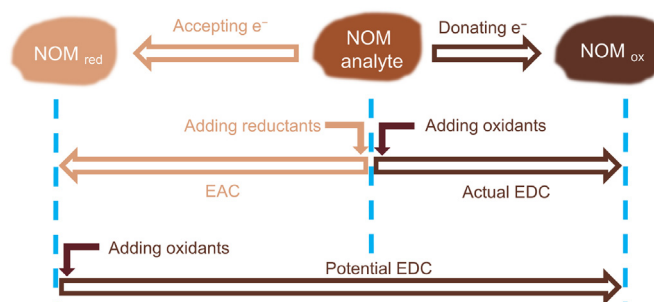 Accepting e⁻
Donating e⁻
NOM red
NOM
analyte
NOM ox
Adding reductants
Adding oxidants
EAC
Actual EDC
Adding oxidants
Potential EDC